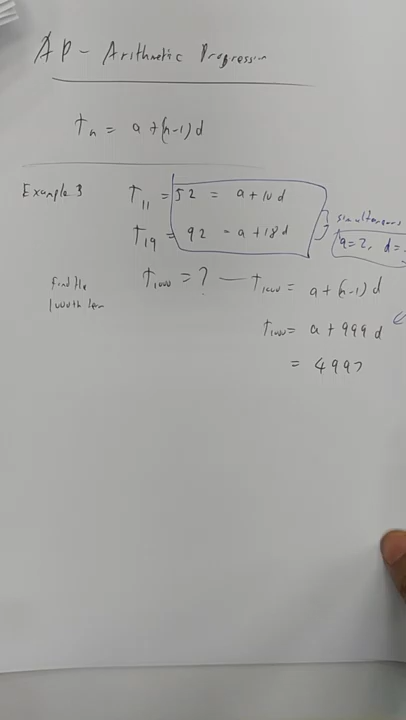 AP - Arithmetic Progression
Tn = a + (n-1) d
Example 3
T11 = 52 = a + 10 d
T19 = 92 = a + 18 d
simultaneous
a = 2, d =
find the
1000th term
T1000 = ? — T1000 = a + (n-1) d
T1000 = a + 999 d
= 4997